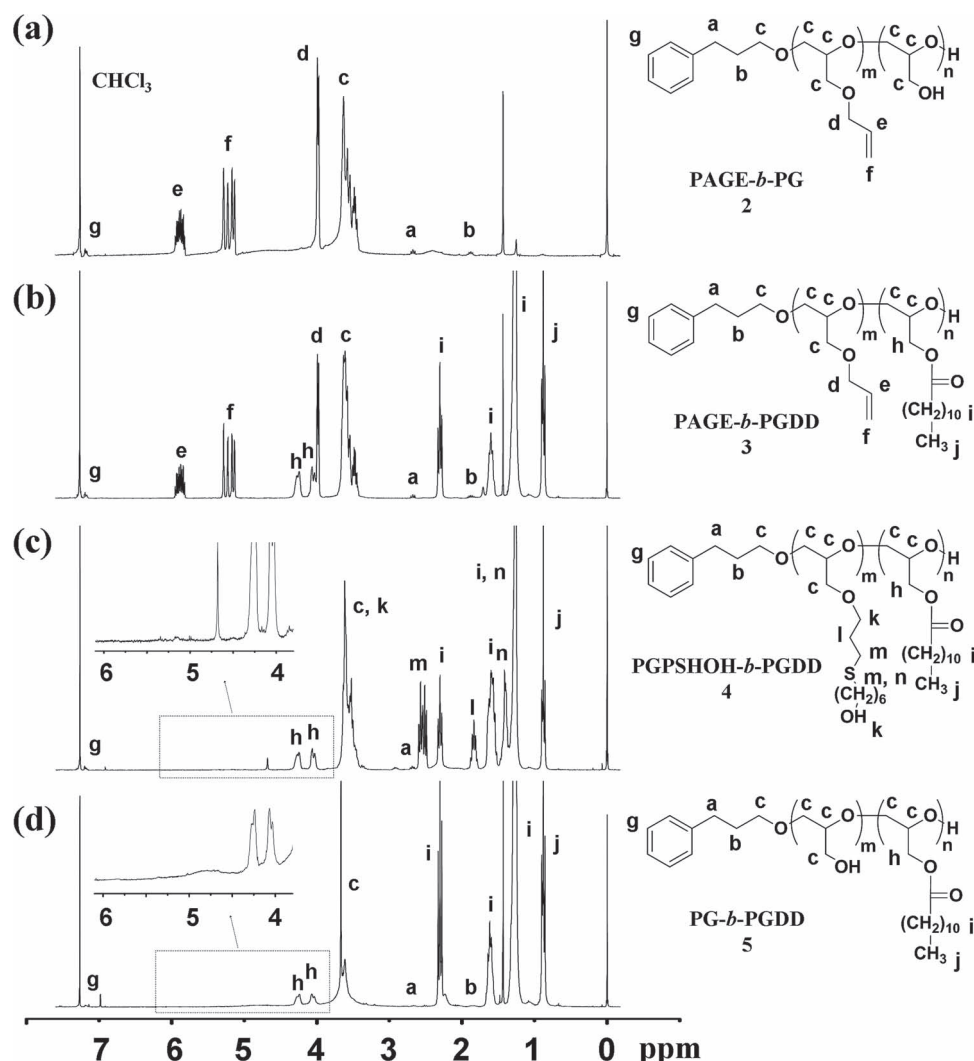 (a)
CHCl3
g
e
f
d
c
a
b
g
a
b
c
O
c
c
O
m
c
c
O
H
n
c
O
c
OH
d
e
f
PAGE-b-PG
2
(b)
g
e
f
h
h
d
c
a
i
b
i
i
j
g
a
b
c
O
c
c
O
m
c
c
O
H
n
c
O
h
O
O
d
e
f
(CH2)10 i
CH3 j
PAGE-b-PGDD
3
(c)
6
5
4
g
h
h
c, k
m
a
i
l
i
n
i, n
j
g
a
b
c
O
c
c
O
m
c
c
O
H
n
c
O
h
O
O
k
l
m
S
m, n
(CH2)6
OH
k
(CH2)10 i
CH3 j
PGPSHOH-b-PGDD
4
(d)
6
5
4
g
h
h
c
a
i
b
i
i
j
g
a
b
c
O
c
c
O
m
c
c
O
H
n
c
OH
h
O
O
(CH2)10 i
CH3 j
PG-b-PGDD
5
7 6 5 4 3 2 1 0 ppm